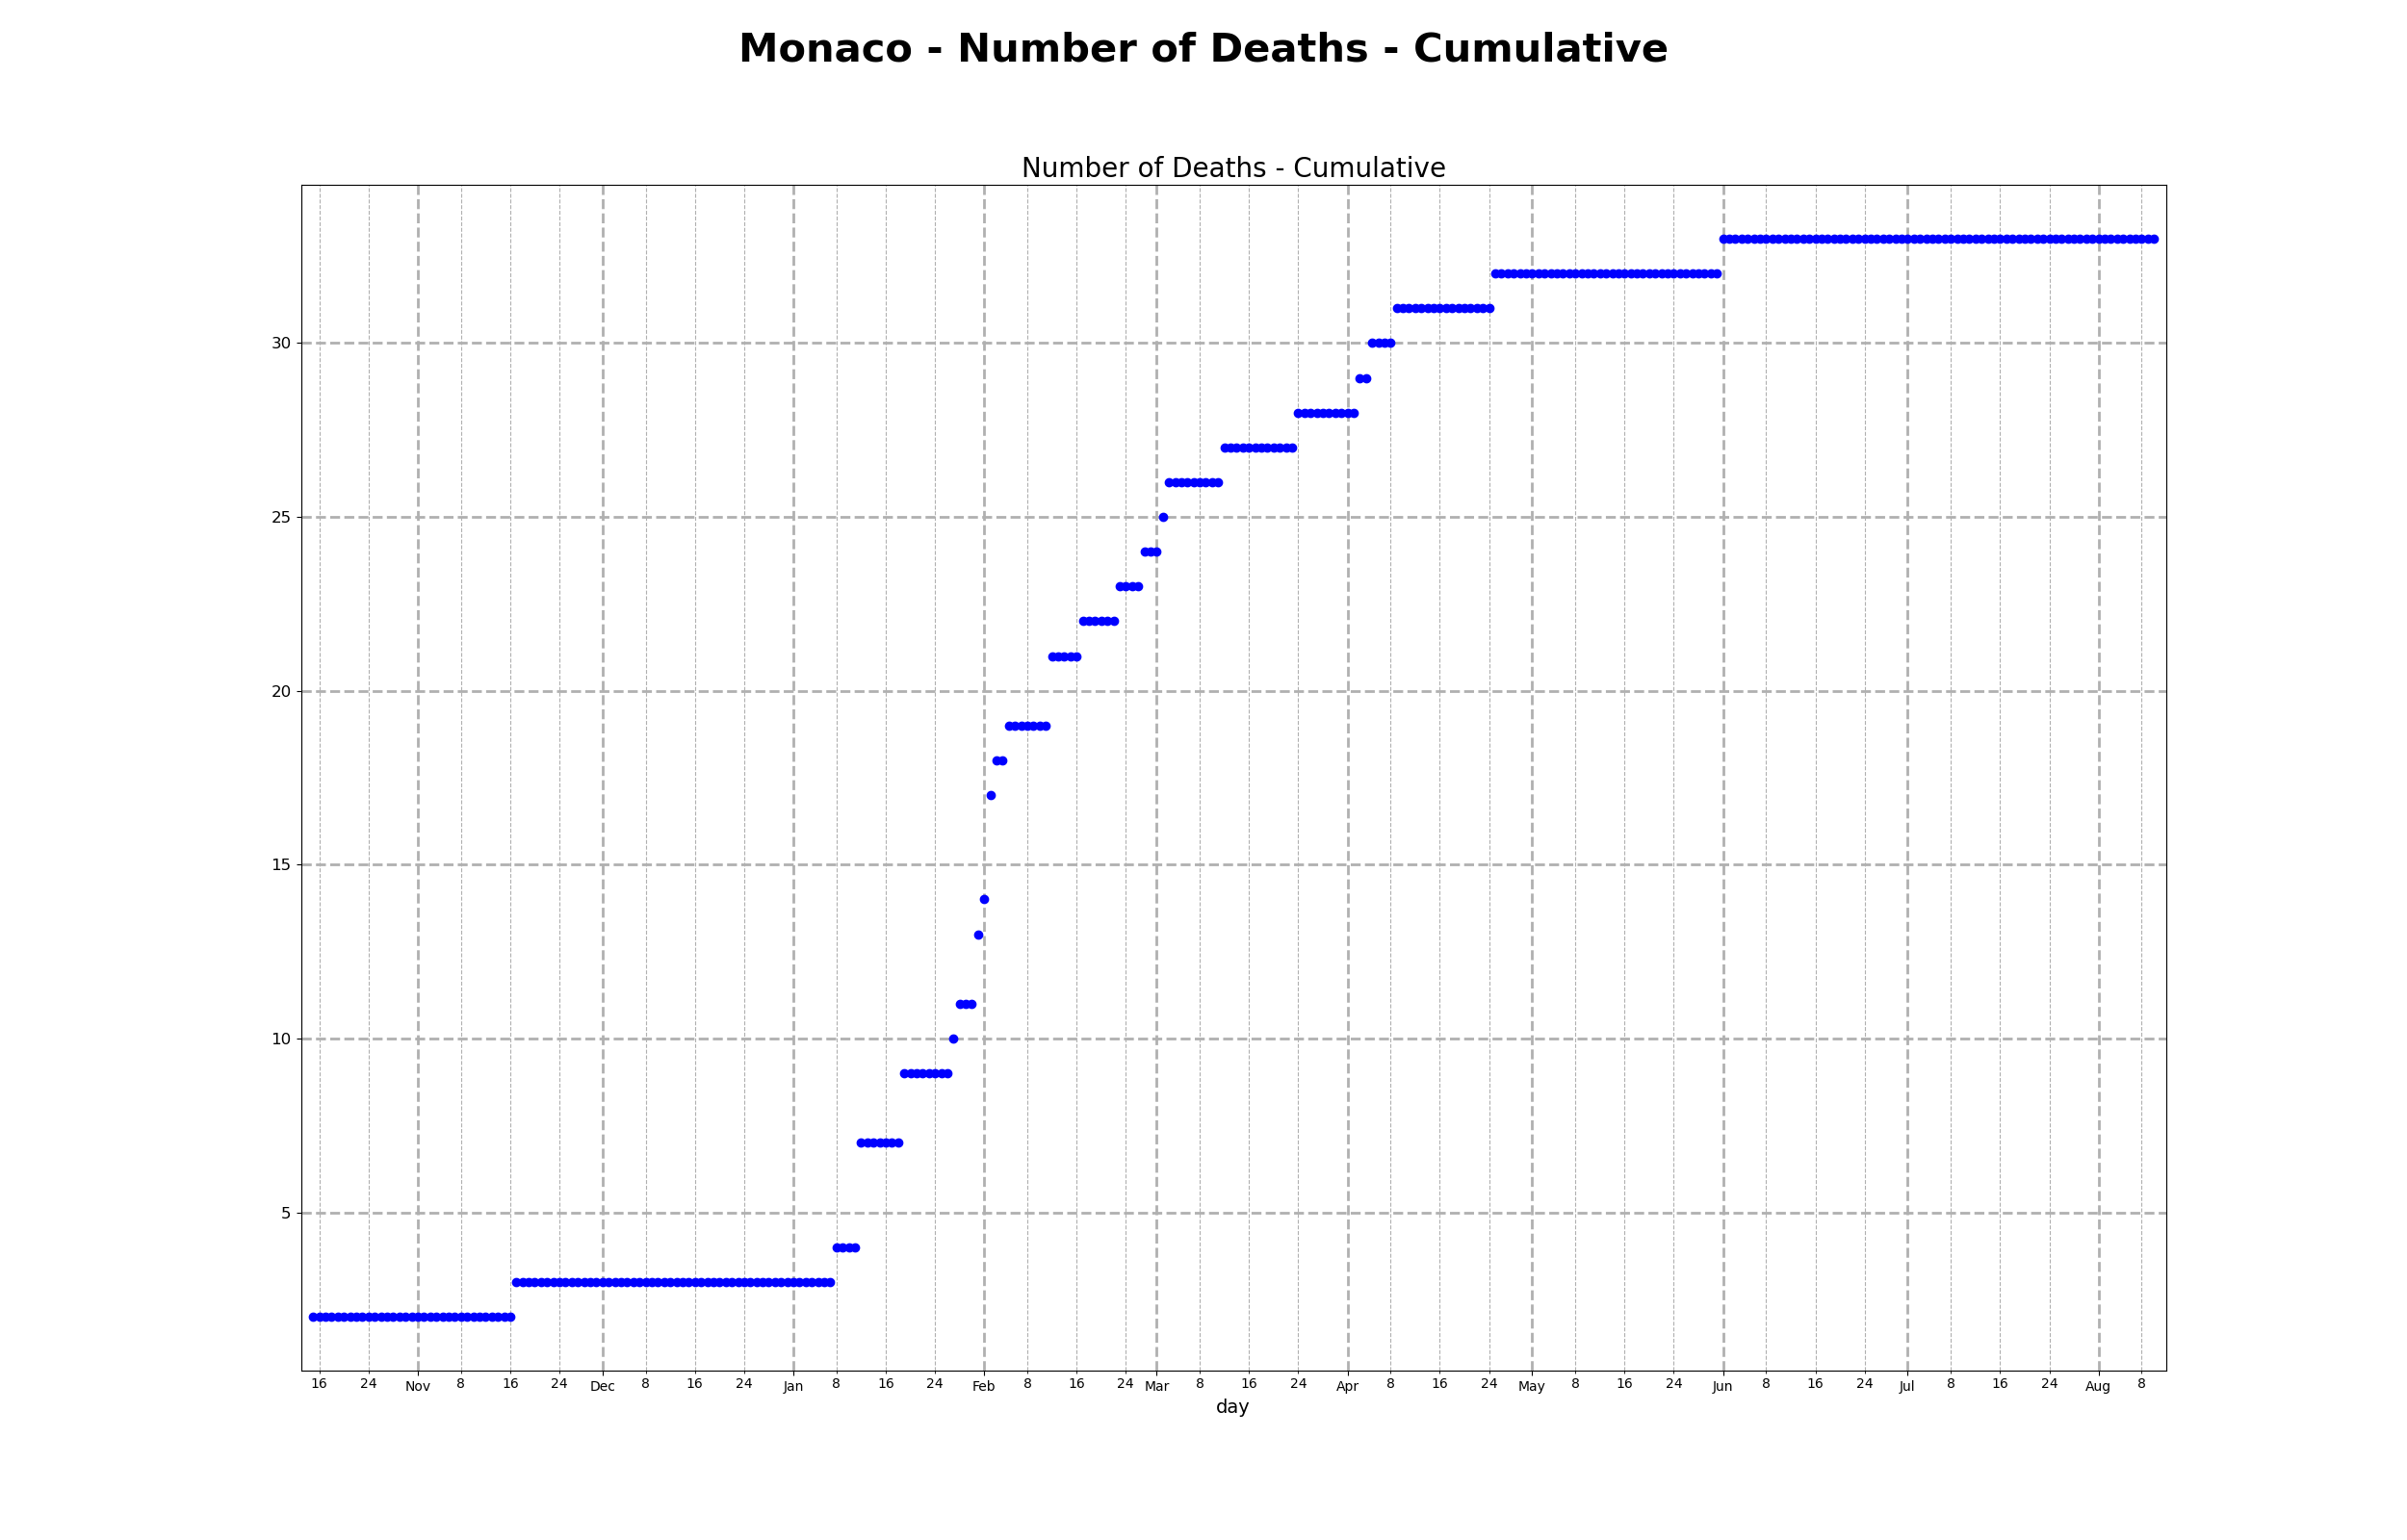 Monaco - Number of Deaths - Cumulative
Number of Deaths - Cumulative
30
25
20
15
10
5
16 24 Nov 8 16 24 Dec 8 16 24 Jan 8 16 24 Feb 8 16 24 Mar 8 16 24 Apr 8 16 24 May 8 16 24 Jun 8 16 24 Jul 8 16 24 Aug 8
day